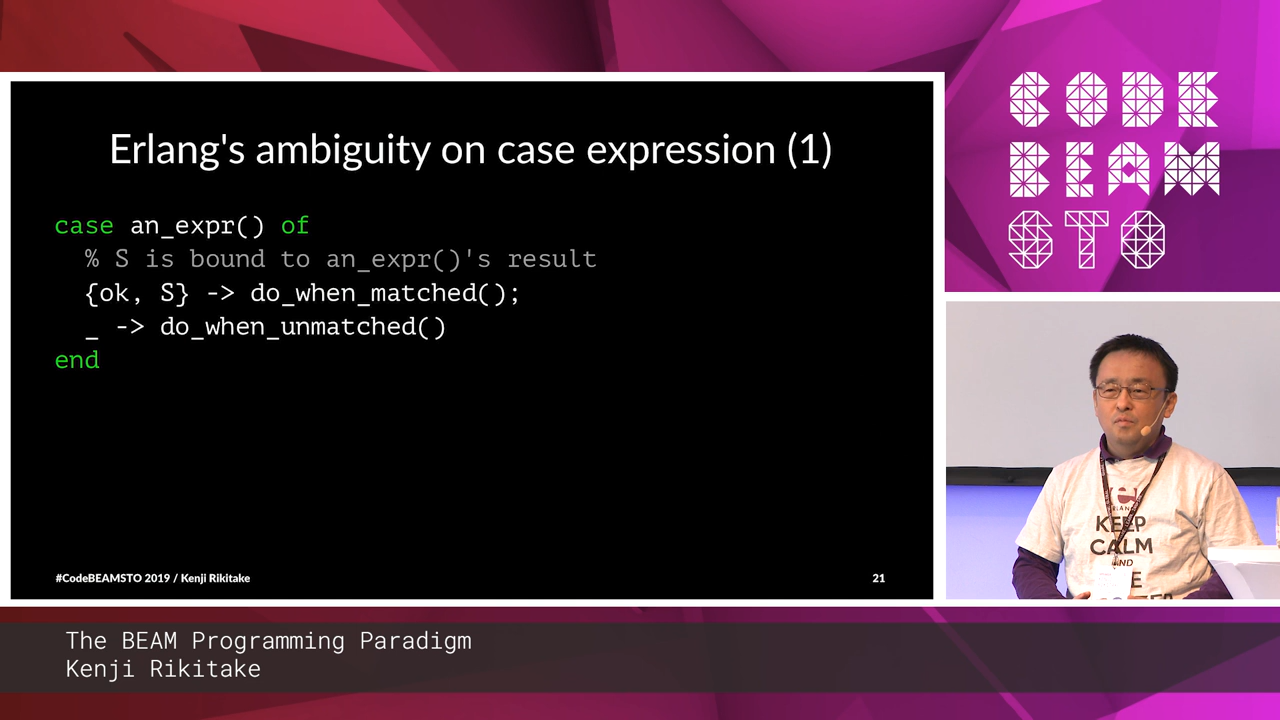 Erlang's ambiguity on case expression (1)
case an_expr() of
% S is bound to an_expr()'s result
{ok, S} -> do_when_matched();
_ -> do_when_unmatched()
end
#CodeBEAMSTO 2019 / Kenji Rikitake
21
CODE
BEAM
STO
KEEP
CALM
AND
The BEAM Programming Paradigm
Kenji Rikitake